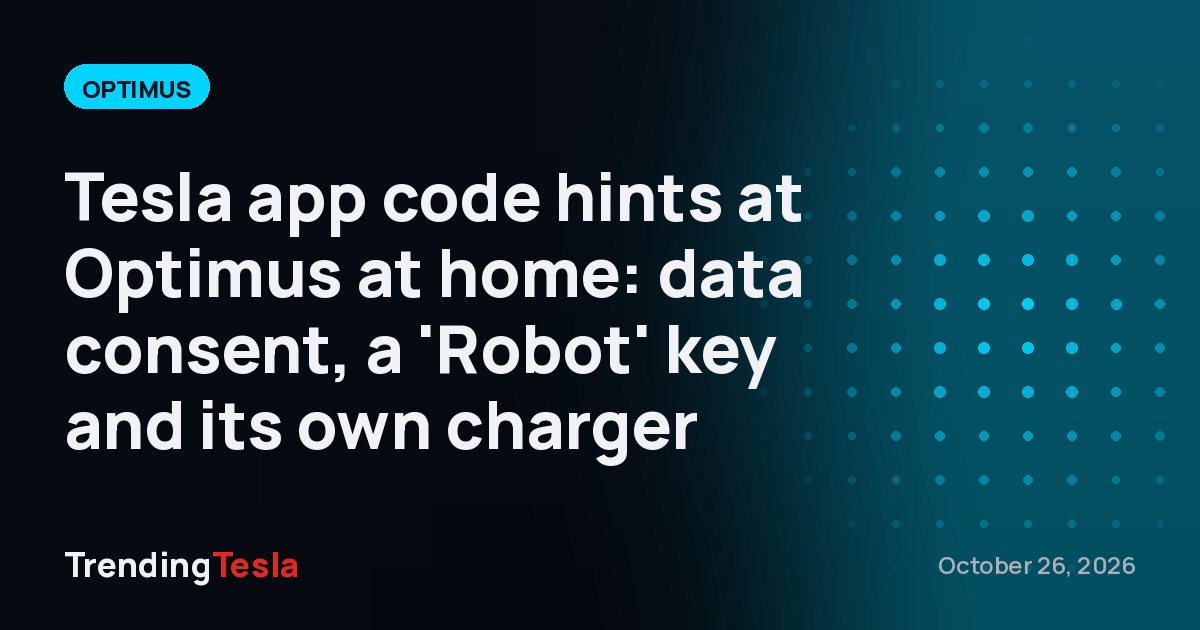 OPTIMUS
Tesla app code hints at
Optimus at home: data
consent, a 'Robot' key
and its own charger
TrendingTesla
October 26, 2026